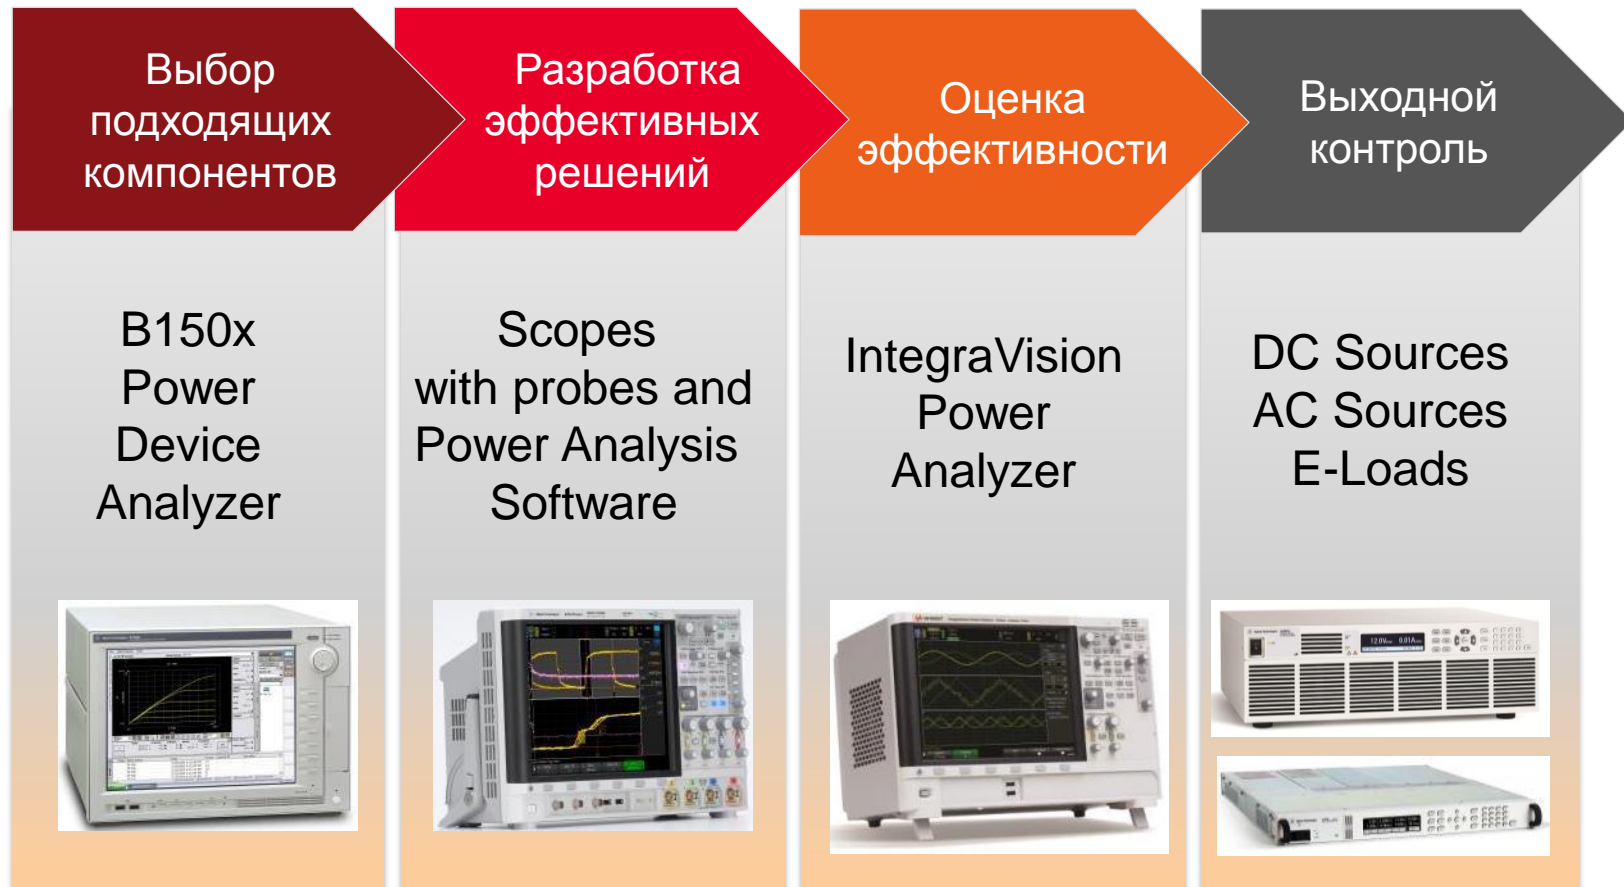 Выбор
подходящих
компонентов
Разработка
эффективных
решений
Оценка
эффективности
Выходной
контроль
B150x
Power
Device
Analyzer
Scopes
with probes and
Power Analysis
Software
IntegraVision
Power
Analyzer
DC Sources
AC Sources
E-Loads